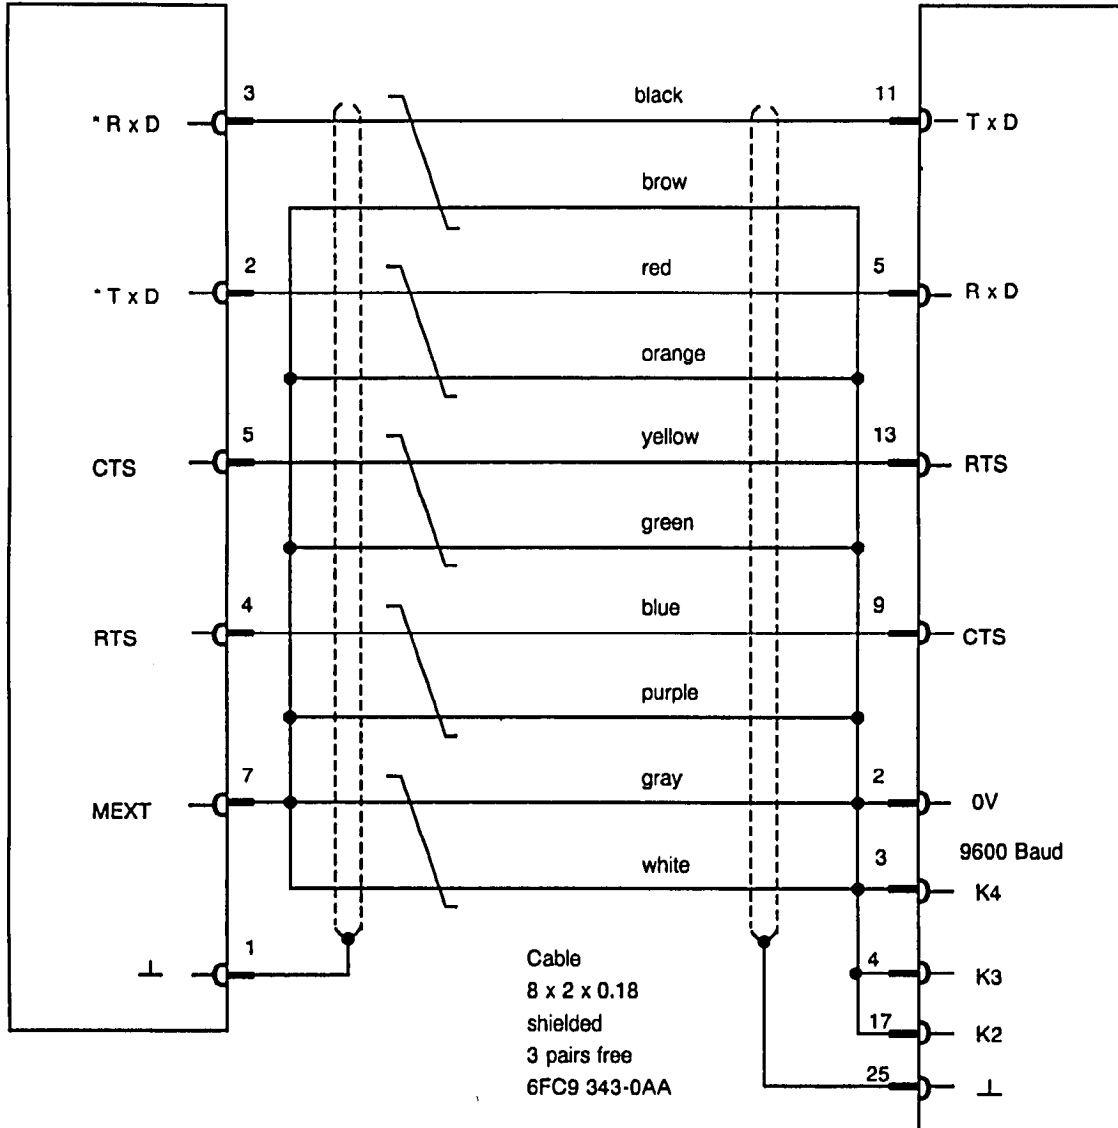 3 black 11
* R x D T x D
brow
2 red 5
* T x D R x D
orange
5 yellow 13
CTS RTS
green
4 blue 9
RTS CTS
purple
7 gray 2
MEXT 0V
9600 Baud
white 3
K4
1
Cable 4
K3
8 x 2 x 0.18
shielded 17
K2
3 pairs free
6FC9 343-0AA 25